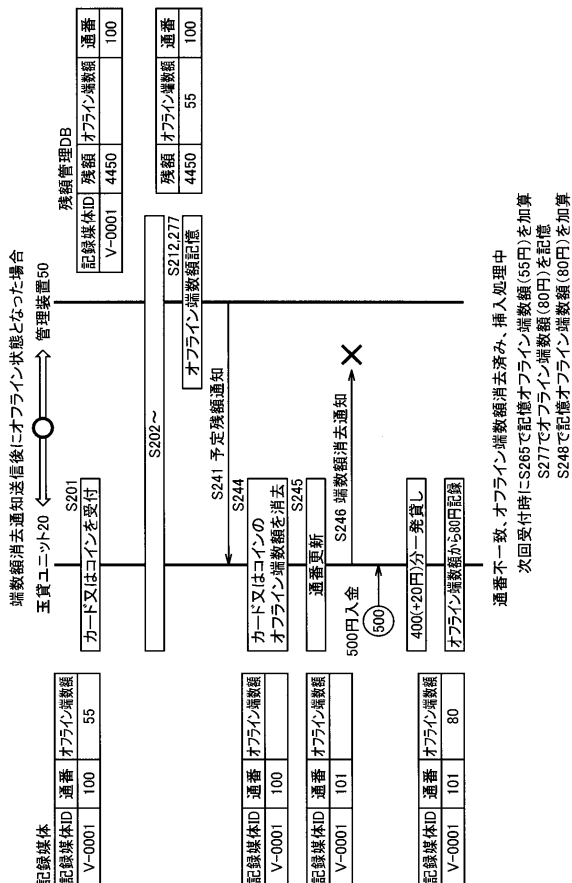 端数額消去通知送信後にオフライン状態となった場合
玉貸ユニット20
管理装置50
残額管理DB
記録媒体ID 残額 オフライン端数額 通番
V-0001 4450 100
記録媒体
記録媒体ID 通番 オフライン端数額
V-0001 100 55
S201
カード又はコインを受付
S202～
S212,277
オフライン端数額記憶
残額 オフライン端数額 通番
4450 55 100
S241 予定残額通知
S244
カード又はコインの
オフライン端数額を消去
記録媒体ID 通番 オフライン端数額
V-0001 100
S245
通番更新
記録媒体ID 通番 オフライン端数額
V-0001 101
S246 端数額消去通知
500円入金
500
400(+20円)分一発貸し
オフライン端数額から80円記録
記録媒体ID 通番 オフライン端数額
V-0001 101 80
通番不一致、オフライン端数額消去済み、挿入処理中
次回受付時にS265で記憶オフライン端数額(55円)を加算
S277でオフライン端数額(80円)を記憶
S248で記憶オフライン端数額(80円)を加算